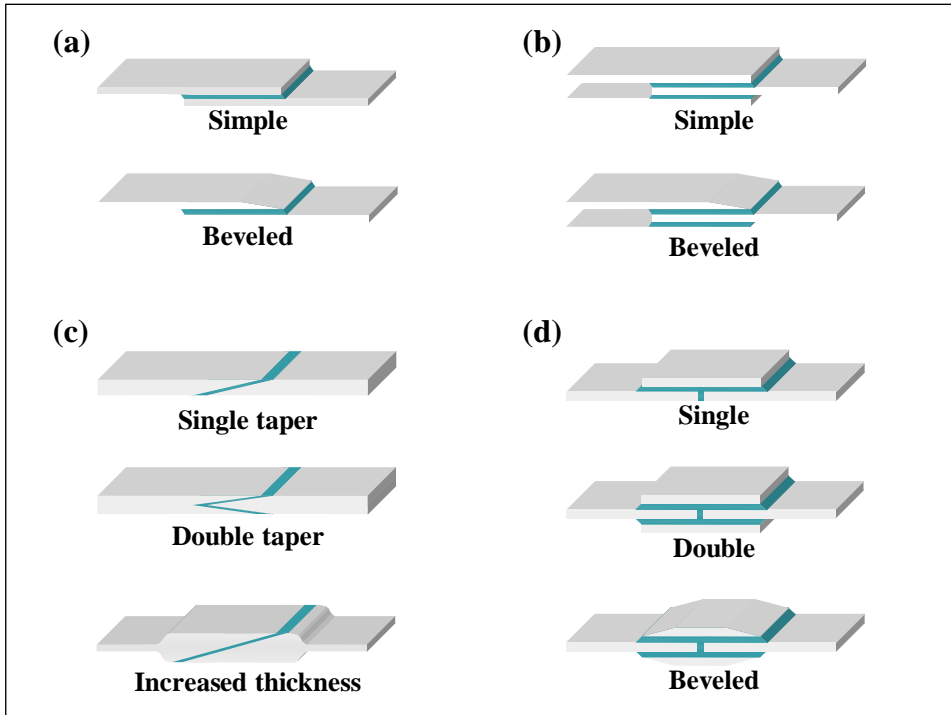 (a)
Simple
Beveled
(b)
Simple
Beveled
(c)
Single taper
Double taper
Increased thickness
(d)
Single
Double
Beveled